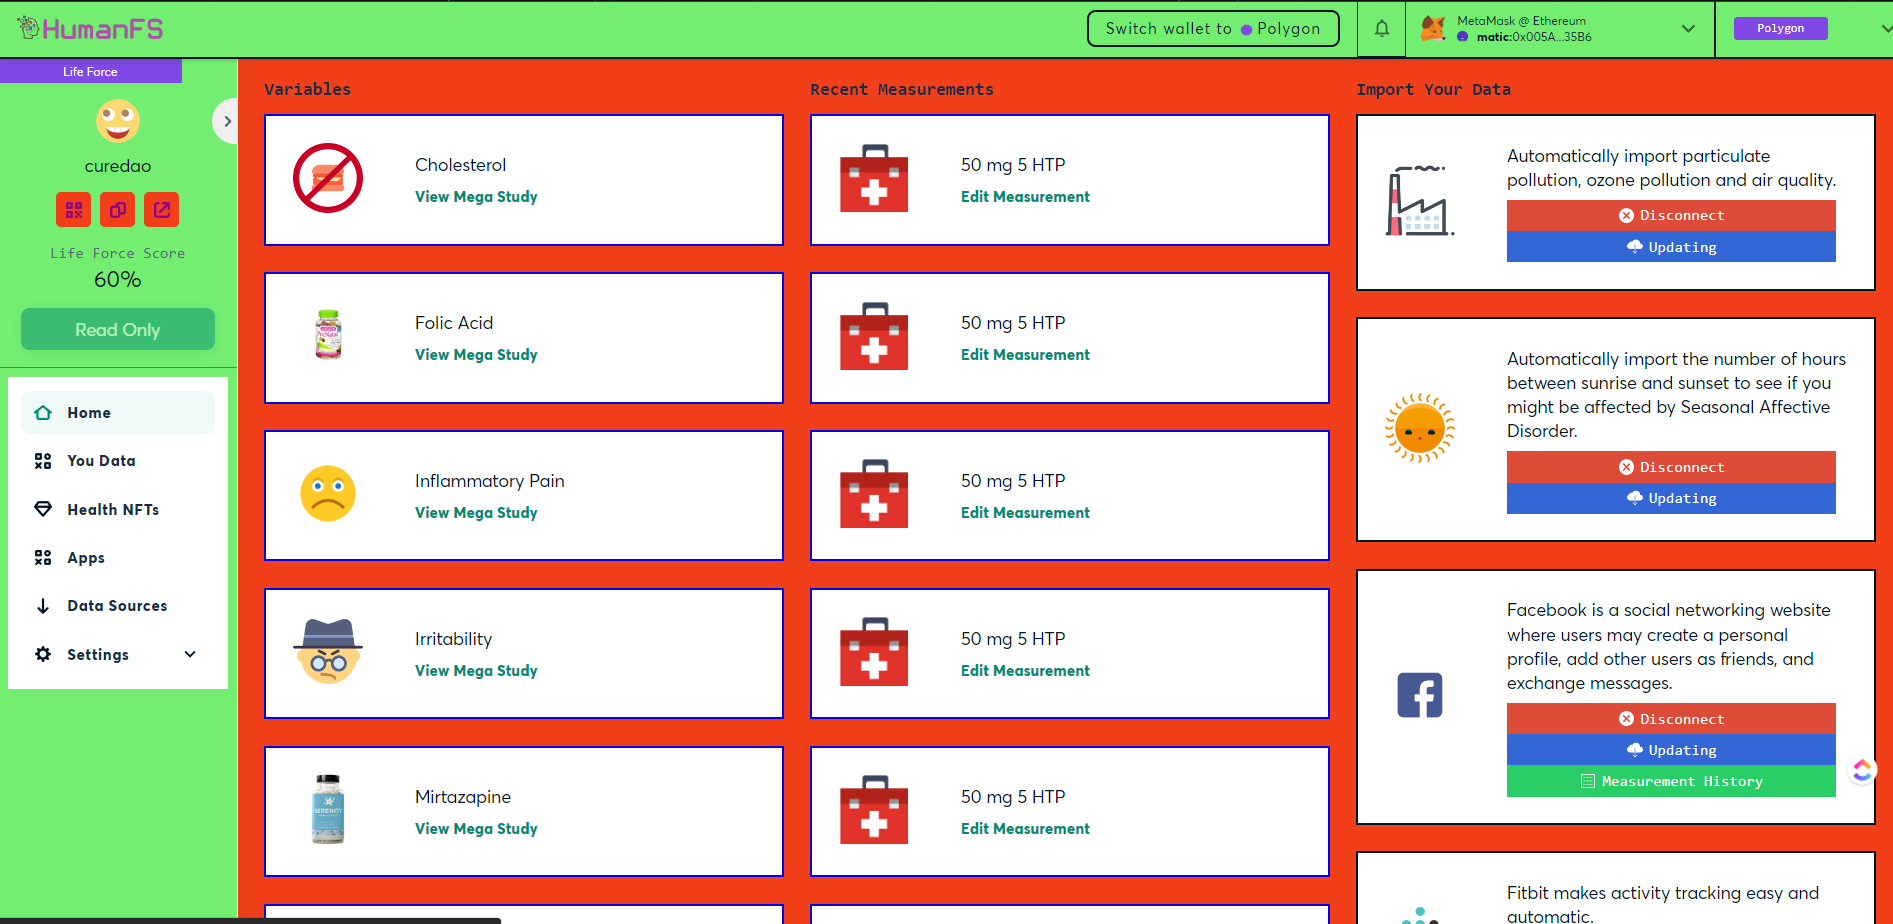 HumanFS
Switch wallet to Polygon
MetaMask @ Ethereum
matic:0x005A...35B6
Polygon
Life Force
curedao
Life Force Score
60%
Read Only
Home
You Data
Health NFTs
Apps
Data Sources
Settings
Variables
Cholesterol
View Mega Study
Folic Acid
View Mega Study
Inflammatory Pain
View Mega Study
Irritability
View Mega Study
SERENITY
Mirtazapine
View Mega Study
Recent Measurements
50 mg 5 HTP
Edit Measurement
50 mg 5 HTP
Edit Measurement
50 mg 5 HTP
Edit Measurement
50 mg 5 HTP
Edit Measurement
50 mg 5 HTP
Edit Measurement
Import Your Data
Automatically import particulate
pollution, ozone pollution and air quality.
Disconnect
Updating
Automatically import the number of hours
between sunrise and sunset to see if you
might be affected by Seasonal Affective
Disorder.
Disconnect
Updating
Facebook is a social networking website
where users may create a personal
profile, add other users as friends, and
exchange messages.
Disconnect
Updating
Measurement History
Fitbit makes activity tracking easy and
automatic.